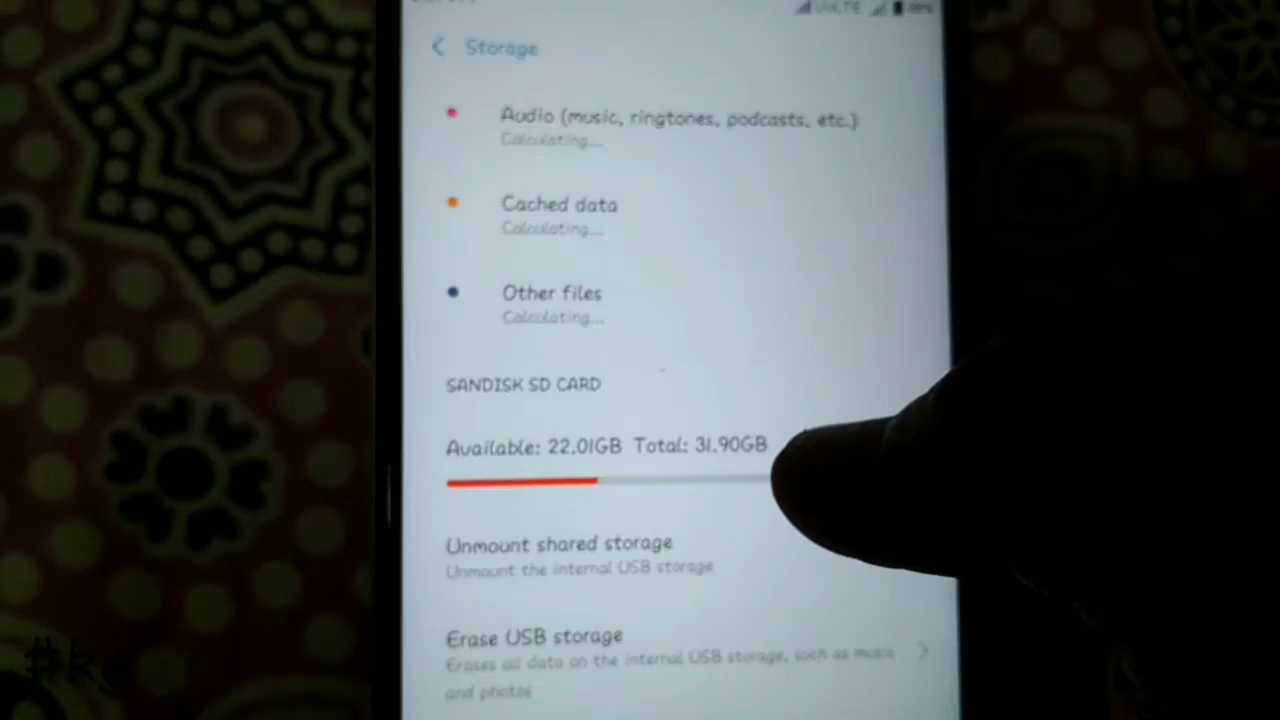 Storage
Audio (music, ringtones, podcasts, etc.)
Calculating...
Cached data
Calculating...
Other files
Calculating...
SANDISK SD CARD
Available: 22.01GB Total: 31.90GB
Unmount shared storage
Unmount the internal USB storage
Erase USB storage
Erases all data on the internal USB storage, such as music
and photos